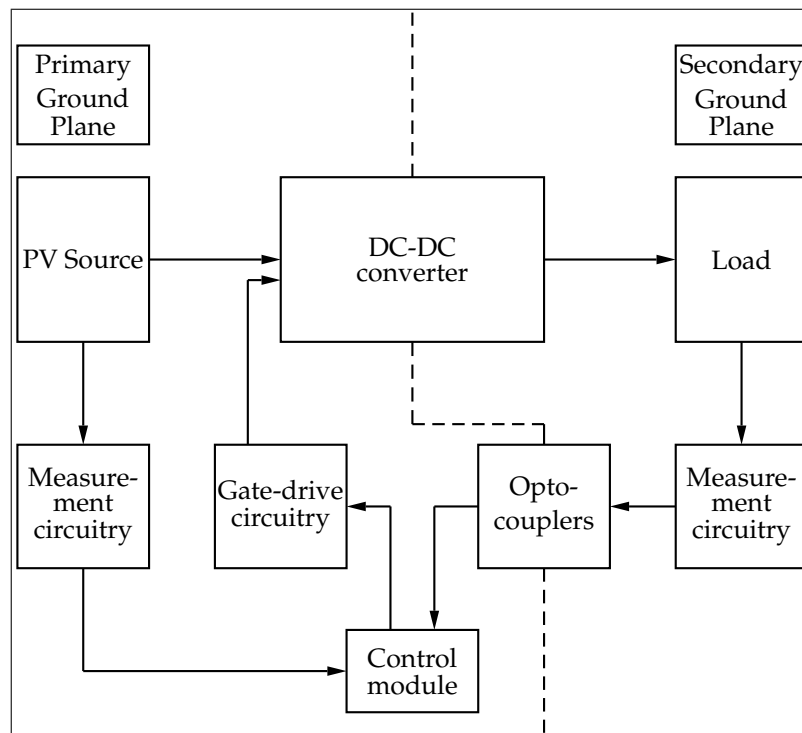 Primary
Ground
Plane
Secondary
Ground
Plane
PV Source
DC-DC
converter
Load
Measure-
ment
circuitry
Gate-drive
circuitry
Opto-
couplers
Measure-
ment
circuitry
Control
module